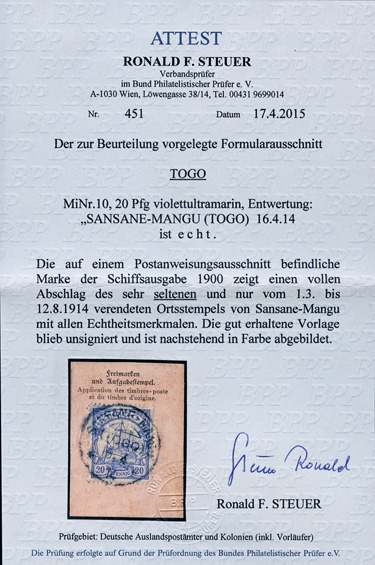 ATTEST
RONALD F. STEUER
Verbandsprüfer
im Bund Philatelistischer Prüfer e. V.
A-1030 Wien, Löwengasse 38/14, Tel. 00431 9699014
Nr. 451 Datum 17.4.2015
Der zur Beurteilung vorgelegte Formularausschnitt
TOGO
MiNr.10, 20 Pfg violettultramarin, Entwertung:
„SANSANE-MANGU (TOGO) 16.4.14
ist e c h t .
Die auf einem Postanweisungsausschnitt befindliche
Marke der Schiffsausgabe 1900 zeigt einen vollen
Abschlag des sehr seltenen und nur vom 1.3. bis
12.8.1914 verendeten Ortsstempels von Sansane-Mangu
mit allen Echtheitsmerkmalen. Die gut erhaltene Vorlage
blieb unsigniert und ist nachstehend in Farbe abgebildet.
Freimarken
und Aufgabestempel.
Application des timbres-poste
et du timbre d'origine.
TOGO
20 20
Steuer Ronald
Ronald F. STEUER
Prüfgebiet: Deutsche Auslandspostämter und Kolonien (inkl. Vorläufer)
Die Prüfung erfolgte auf Grund der Prüfordnung des Bundes Philatelistischer Prüfer e. V.